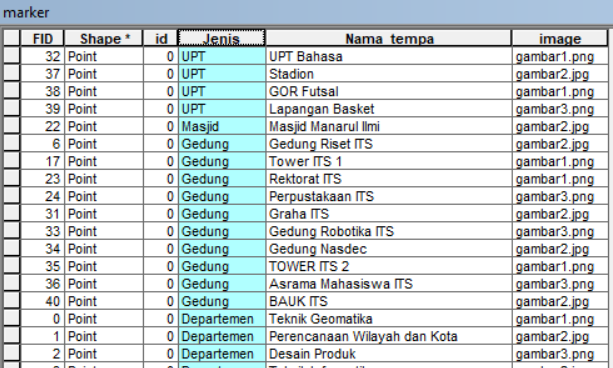 marker
FID Shape * id Jenis Nama_tempa image
32 Point 0 UPT UPT Bahasa gambar1.png
37 Point 0 UPT Stadion gambar2.jpg
38 Point 0 UPT GOR Futsal gambar1.png
39 Point 0 UPT Lapangan Basket gambar3.png
22 Point 0 Masjid Masjid Manarul Ilmi gambar2.jpg
6 Point 0 Gedung Gedung Riset ITS gambar2.jpg
17 Point 0 Gedung Tower ITS 1 gambar1.png
23 Point 0 Gedung Rektorat ITS gambar1.png
24 Point 0 Gedung Perpustakaan ITS gambar3.png
31 Point 0 Gedung Graha ITS gambar2.jpg
33 Point 0 Gedung Gedung Robotika ITS gambar3.png
34 Point 0 Gedung Gedung Nasdec gambar2.jpg
35 Point 0 Gedung TOWER ITS 2 gambar1.png
36 Point 0 Gedung Asrama Mahasiswa ITS gambar3.png
40 Point 0 Gedung BAUK ITS gambar2.jpg
0 Point 0 Departemen Teknik Geomatika gambar1.png
1 Point 0 Departemen Perencanaan Wilayah dan Kota gambar2.jpg
2 Point 0 Departemen Desain Produk gambar3.png